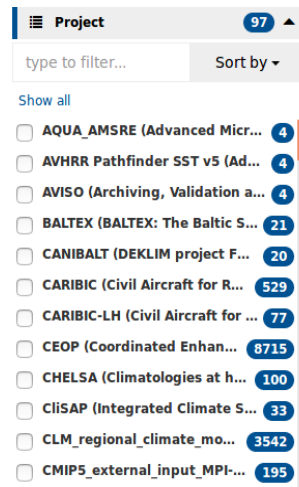 Project 97
type to filter... Sort by
Show all
AQUA_AMSRE (Advanced Micr... 4
AVHRR Pathfinder SST v5 (Ad... 4
AVISO (Archiving, Validation a... 4
BALTEX (BALTEX: The Baltic S... 21
CANIBALT (DEKLIM project F... 20
CARIBIC (Civil Aircraft for R... 529
CARIBIC-LH (Civil Aircraft for ... 77
CEOP (Coordinated Enhan... 8715
CHELSA (Climatologies at h... 100
CliSAP (Integrated Climate S... 33
CLM_regional_climate_mo... 3542
CMIP5_external_input_MPI-... 195